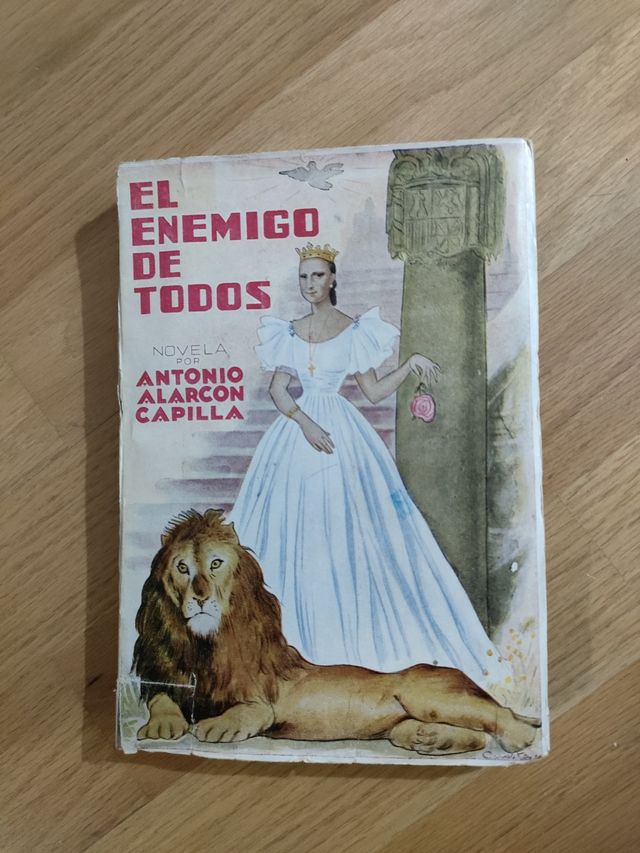 EL
ENEMIGO
DE
TODOS
NOVELA
POR
ANTONIO
ALARCON
CAPILLA